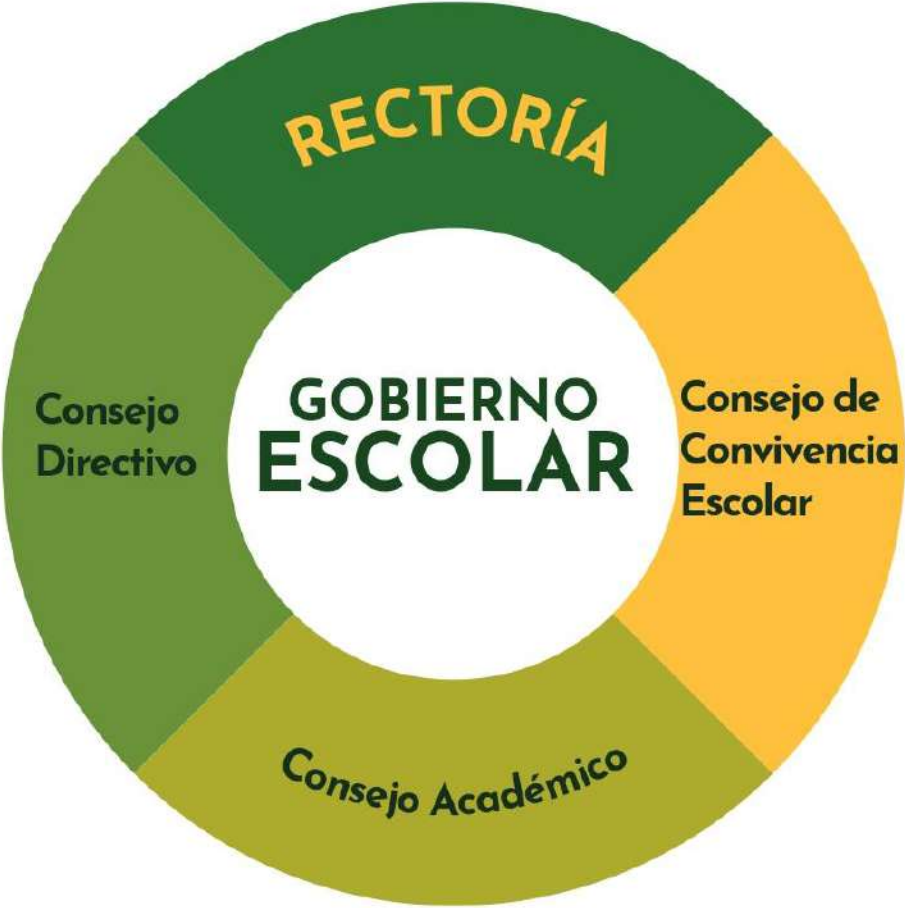 RECTORÍA
Consejo
Directivo
GOBIERNO
ESCOLAR
Consejo de
Convivencia
Escolar
Consejo Académico